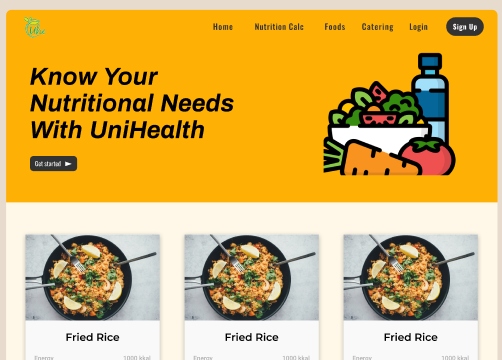 Home Nutrition Calc Foods Catering Login Sign Up
Know Your
Nutritional Needs
With UniHealth
Get started
Fried Rice Fried Rice Fried Rice
Energy 1000 kkal Energy 1000 kkal Energy 1000 kkal